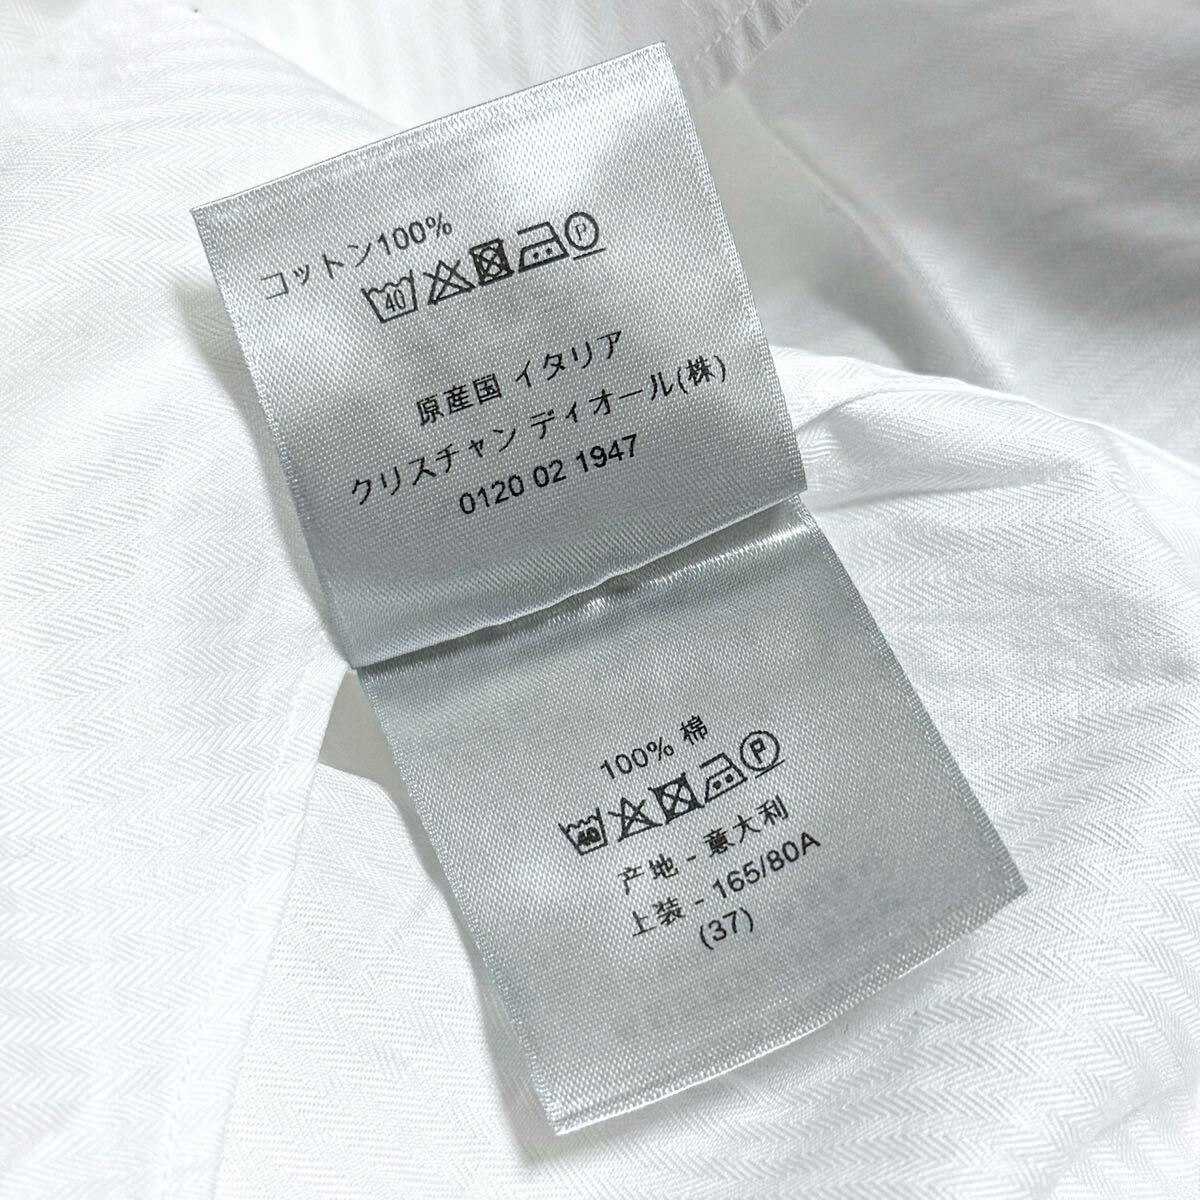 コットン100%
40 P
原産国 イタリア
クリスチャン ディオール(株)
0120 02 1947
100% 棉
40 P
产地 - 意大利
上装 - 165/80A
(37)